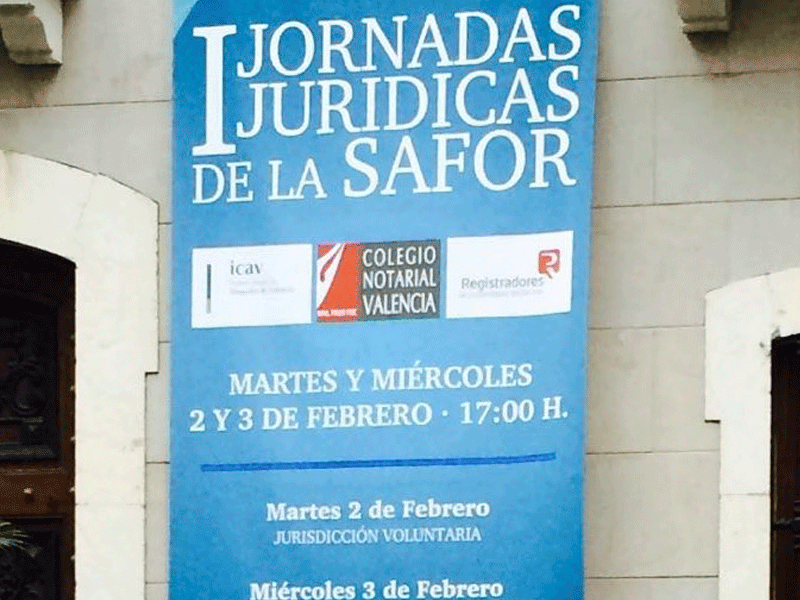 I JORNADAS
JURIDICAS
DE LA SAFOR
icav
COLEGIO
NOTARIAL
VALENCIA
Registradores
MARTES Y MIÉRCOLES
2 Y 3 DE FEBRERO · 17:00 H.
Martes 2 de Febrero
JURISDICCIÓN VOLUNTARIA
Miércoles 3 de Febrero